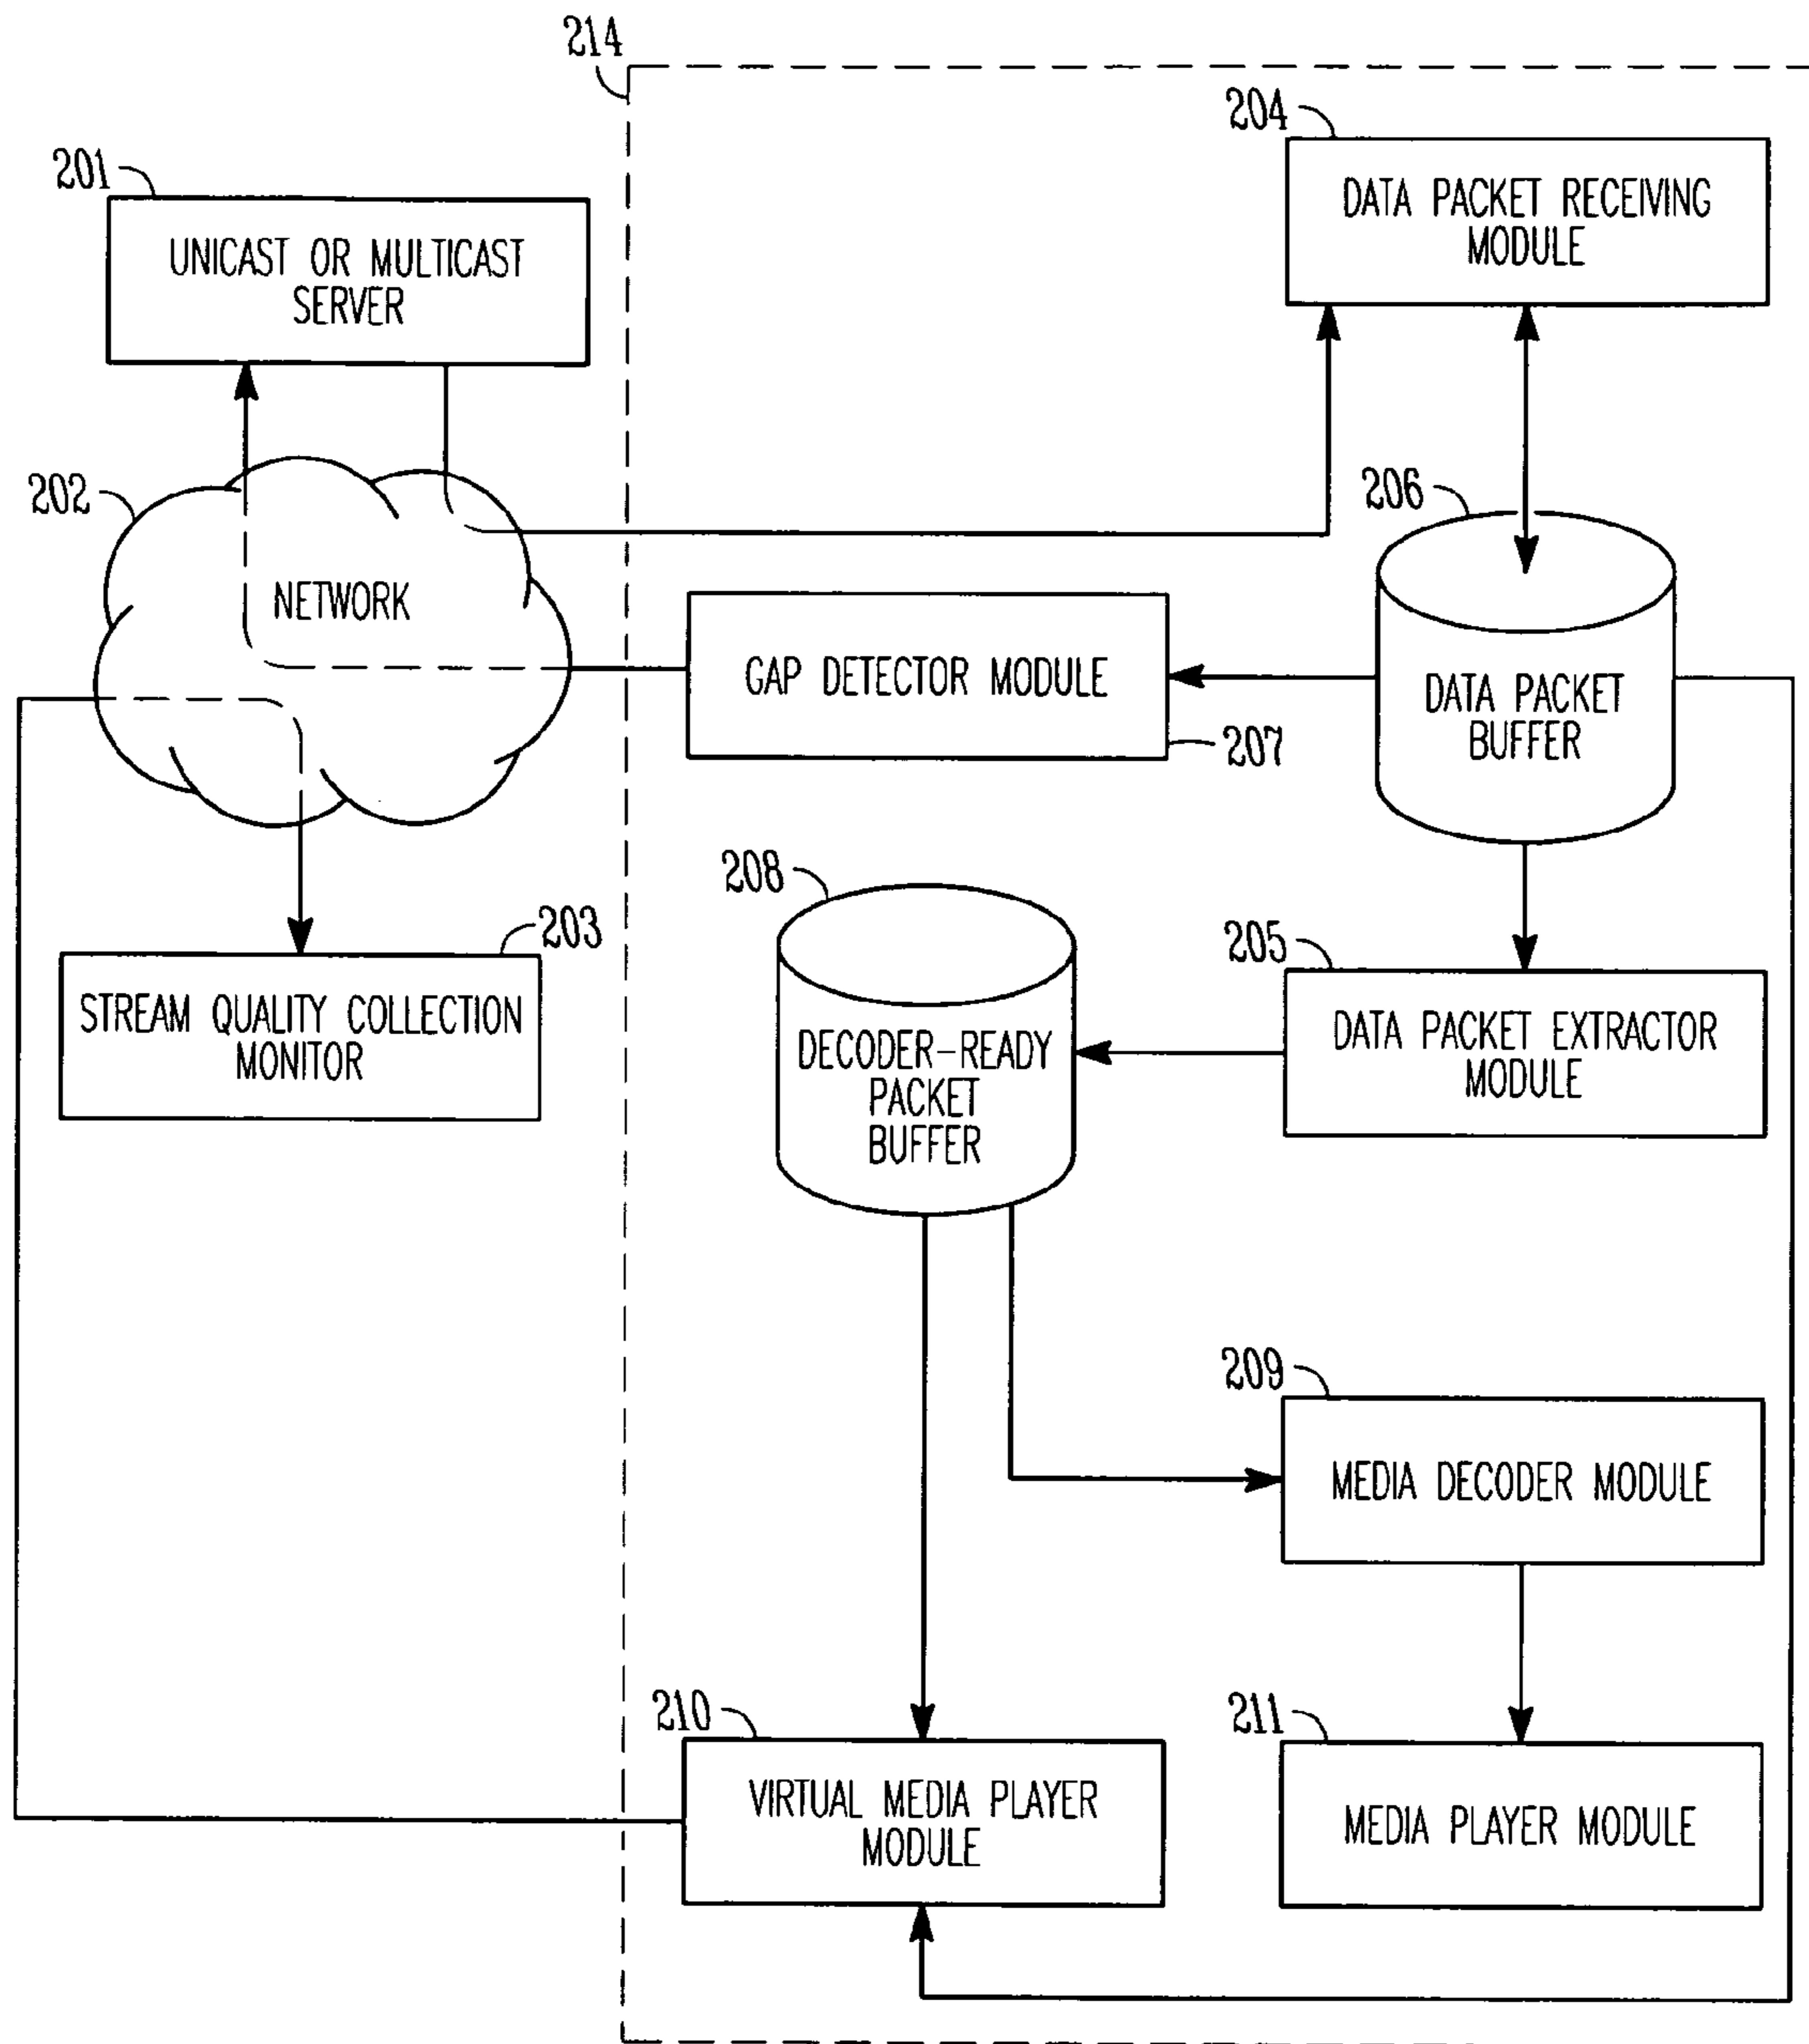 214
204
DATA PACKET RECEIVING
MODULE
201
UNICAST OR MULTICAST
SERVER
202
NETWORK
206
DATA PACKET
BUFFER
GAP DETECTOR MODULE
207
208
DECODER-READY
PACKET
BUFFER
203
STREAM QUALITY COLLECTION
MONITOR
205
DATA PACKET EXTRACTOR
MODULE
209
MEDIA DECODER MODULE
210
VIRTUAL MEDIA PLAYER
MODULE
211
MEDIA PLAYER MODULE